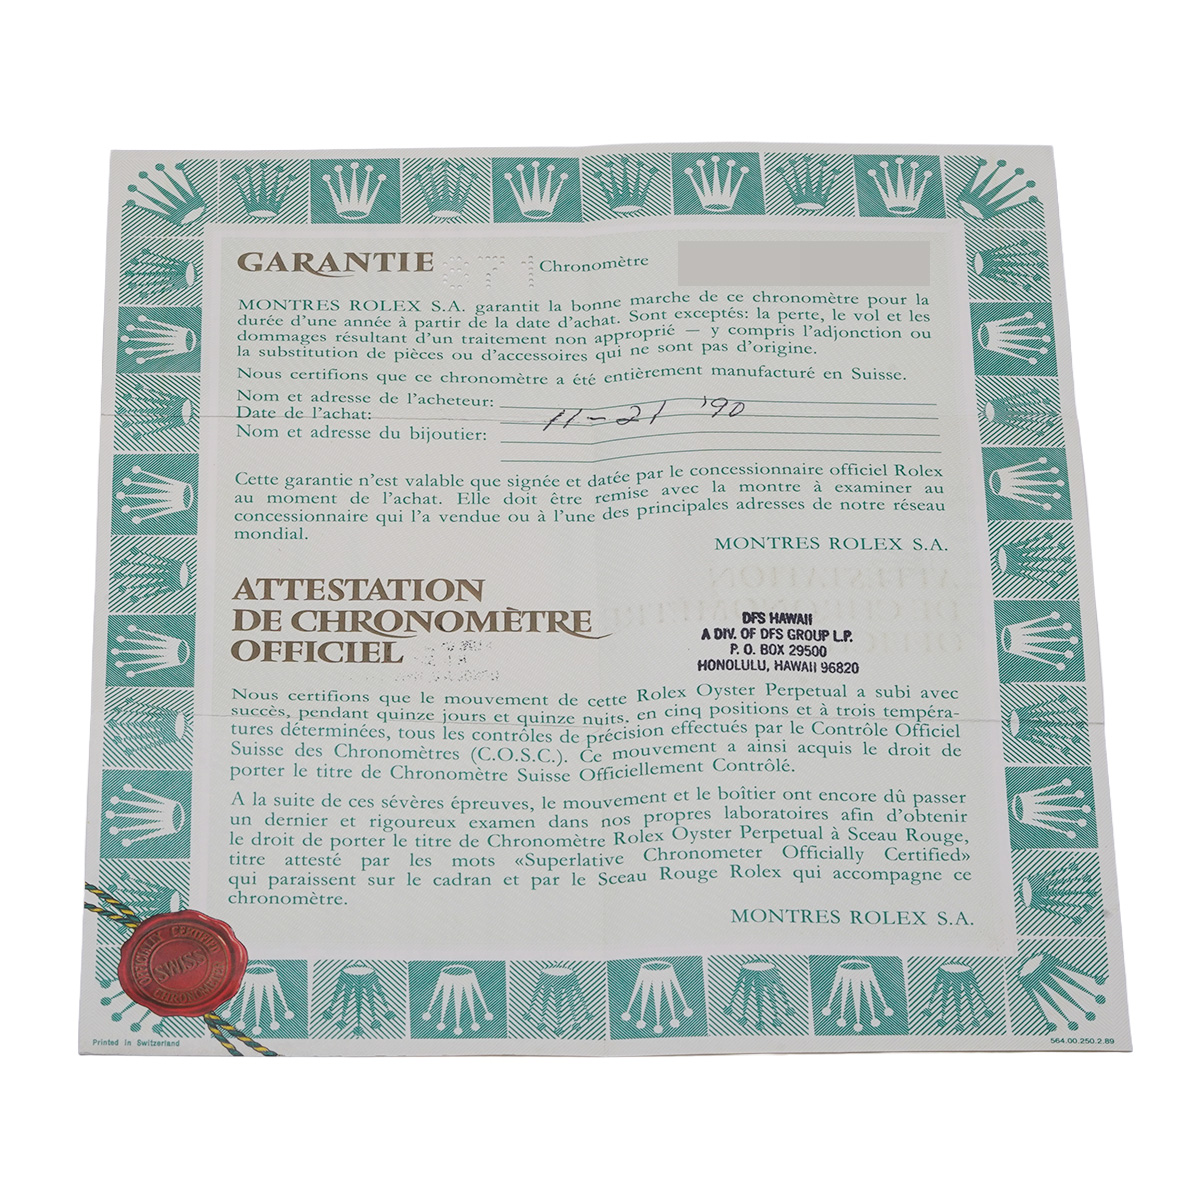 GARANTIE
Chronomètre
MONTRES ROLEX S.A. garantit la bonne marche de ce chronomètre pour la
durée d'une année à partir de la date d'achat. Sont exceptés: la perte, le vol et les
dommages résultant d'un traitement non approprié — y compris l'adjonction ou
la substitution de pièces ou d'accessoires qui ne sont pas d'origine.
Nous certifions que ce chronomètre a été entièrement manufacturé en Suisse.
Nom et adresse de l'acheteur:
Date de l'achat: 11-21 '90
Nom et adresse du bijoutier:
Cette garantie n'est valable que signée et datée par le concessionnaire officiel Rolex
au moment de l'achat. Elle doit être remise avec la montre à examiner au
concessionnaire qui l'a vendue ou à l'une des principales adresses de notre réseau
mondial.
MONTRES ROLEX S.A.
ATTESTATION
DE CHRONOMÈTRE
OFFICIEL
DFS HAWAII
A DIV. OF DFS GROUP L.P.
P. O. BOX 29500
HONOLULU, HAWAII 96820
Nous certifions que le mouvement de cette Rolex Oyster Perpetual a subi avec
succès, pendant quinze jours et quinze nuits, en cinq positions et à trois tempéra-
tures déterminées, tous les contrôles de précision effectués par le Contrôle Officiel
Suisse des Chronomètres (C.O.S.C.). Ce mouvement a ainsi acquis le droit de
porter le titre de Chronomètre Suisse Officiellement Contrôlé.
A la suite de ces sévères épreuves, le mouvement et le boîtier ont encore dû passer
un dernier et rigoureux examen dans nos propres laboratoires afin d'obtenir
le droit de porter le titre de Chronomètre Rolex Oyster Perpetual à Sceau Rouge,
titre attesté par les mots «Superlative Chronometer Officially Certified»
qui paraissent sur le cadran et par le Sceau Rouge Rolex qui accompagne ce
chronomètre.
MONTRES ROLEX S.A.
OFFICIALLY CERTIFIED
SWISS
CHRONOMETER
Printed in Switzerland
564.00.250.2.89